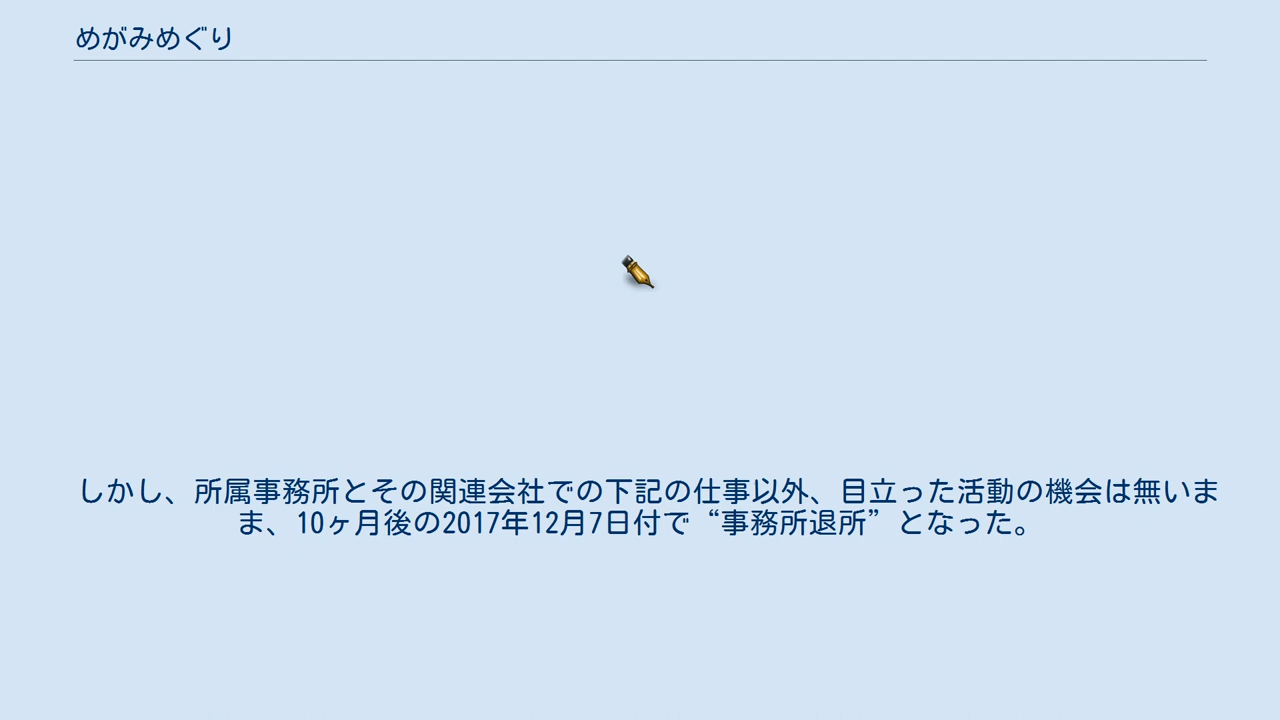 めがみめぐり
しかし、所属事務所とその関連会社での下記の仕事以外、目立った活動の機会は無いま
ま、10ヶ月後の2017年12月7日付で“事務所退所”となった。